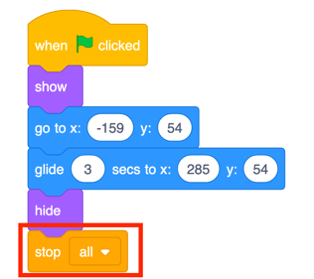 when clicked
show
go to x: -159 y: 54
glide 3 secs to x: 285 y: 54
hide
stop all